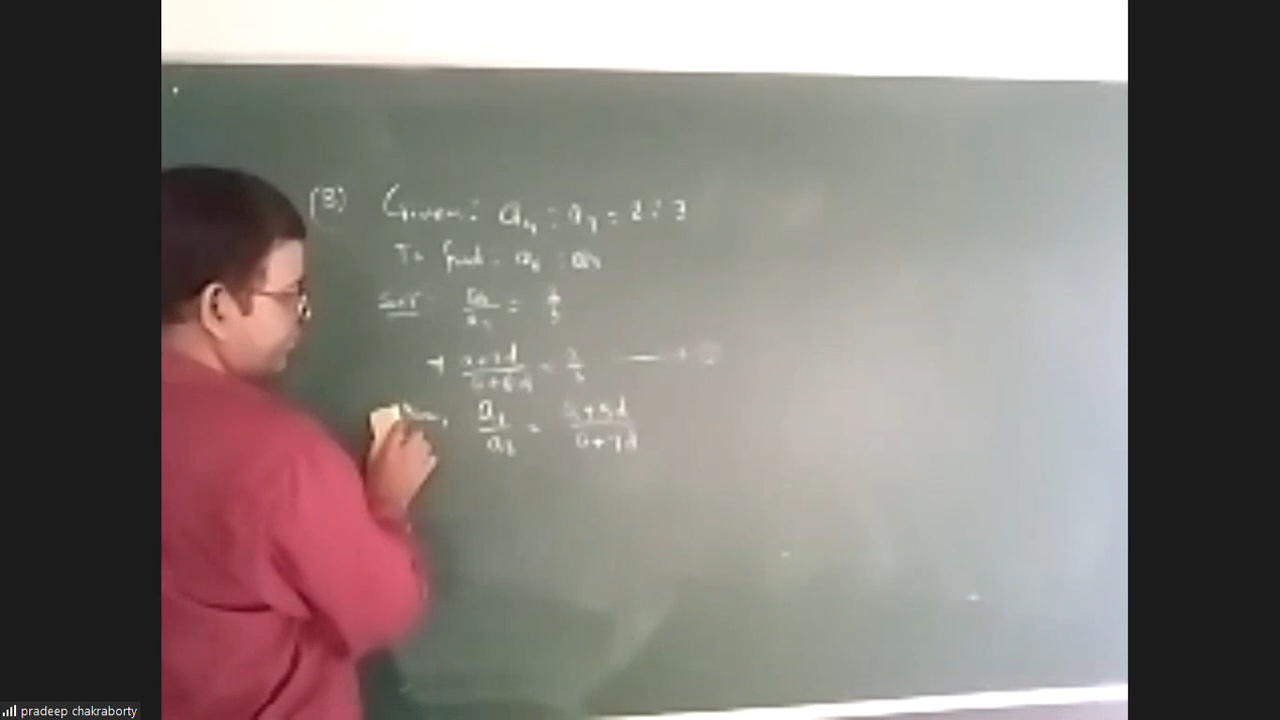 (3) Given: a₄ : a₇ = 2 : 3
To find - a₆ : a₈
a₄/a₇ = 2/3
→ (a+3d)/(a+6d) = 2/3 → ①
a₆/a₈ = (a+5d)/(a+7d)
pradeep chakraborty